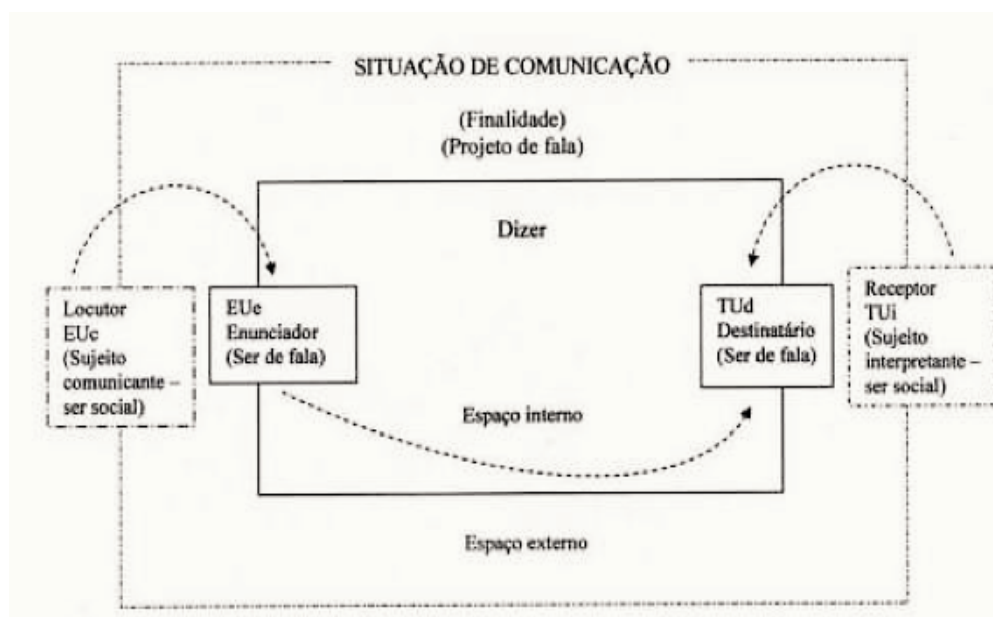 SITUAÇÃO DE COMUNICAÇÃO
(Finalidade)
(Projeto de fala)
Dizer
Locutor
EUc
(Sujeito
comunicante –
ser social)
EUe
Enunciador
(Ser de fala)
TUd
Destinatário
(Ser de fala)
Receptor
TUi
(Sujeito
interpretante –
ser social)
Espaço interno
Espaço externo